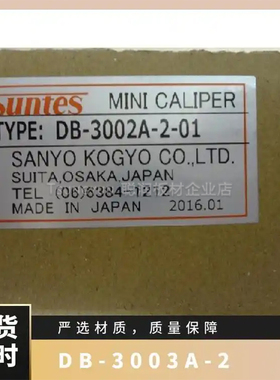 suntes MINI CALIPER
TYPE: DB-3002A-2-01
SANYO KOGYO CO.,LTD.
SUITA,OSAKA,JAPAN
TEL (06)6384-1212
MADE IN JAPAN 2016.01
货
时
严选材质，质量保障
DB-3003A-2